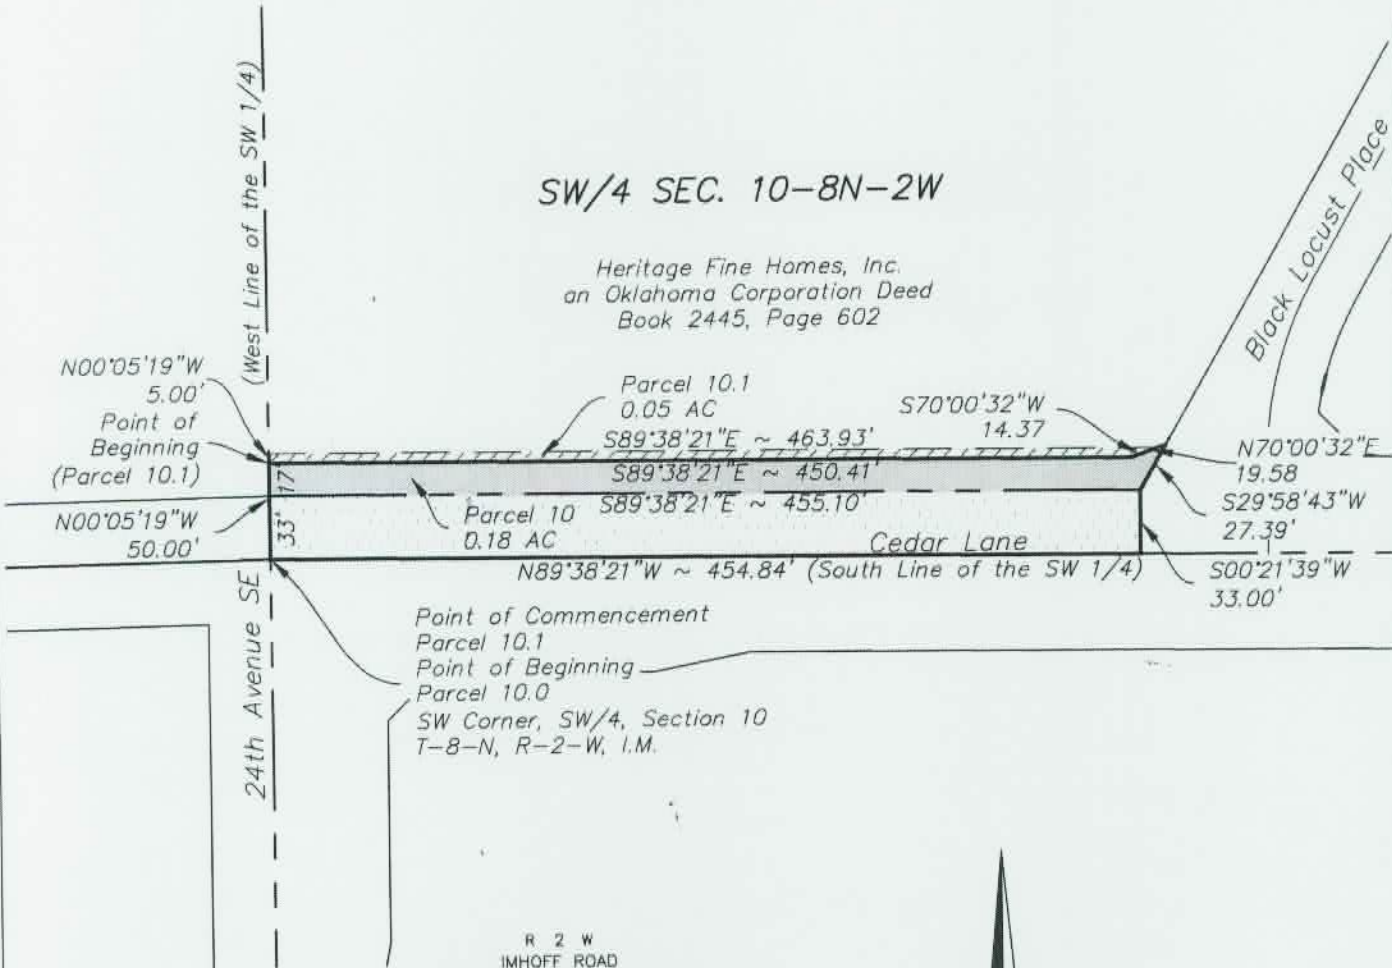 (West Line of the SW 1/4)
SW/4 SEC. 10-8N-2W
Black Locust Place
Heritage Fine Homes, Inc.
an Oklahoma Corporation Deed
Book 2445, Page 602
N00°05'19"W
5.00'
Point of
Beginning
(Parcel 10.1)
Parcel 10.1
0.05 AC
S70°00'32"W
14.37
S89°38'21"E ~ 463.93'
N70°00'32"E
19.58
S89°38'21"E ~ 450.41'
17'
S29°58'43"W
27.39'
S89°38'21"E ~ 455.10'
N00°05'19"W
50.00'
33'
Parcel 10
0.18 AC
Cedar Lane
N89°38'21"W ~ 454.84' (South Line of the SW 1/4)
S00°21'39"W
33.00'
24th Avenue SE
Point of Commencement
Parcel 10.1
Point of Beginning
Parcel 10.0
SW Corner, SW/4, Section 10
T-8-N, R-2-W, I.M.
R 2 W
IMHOFF ROAD